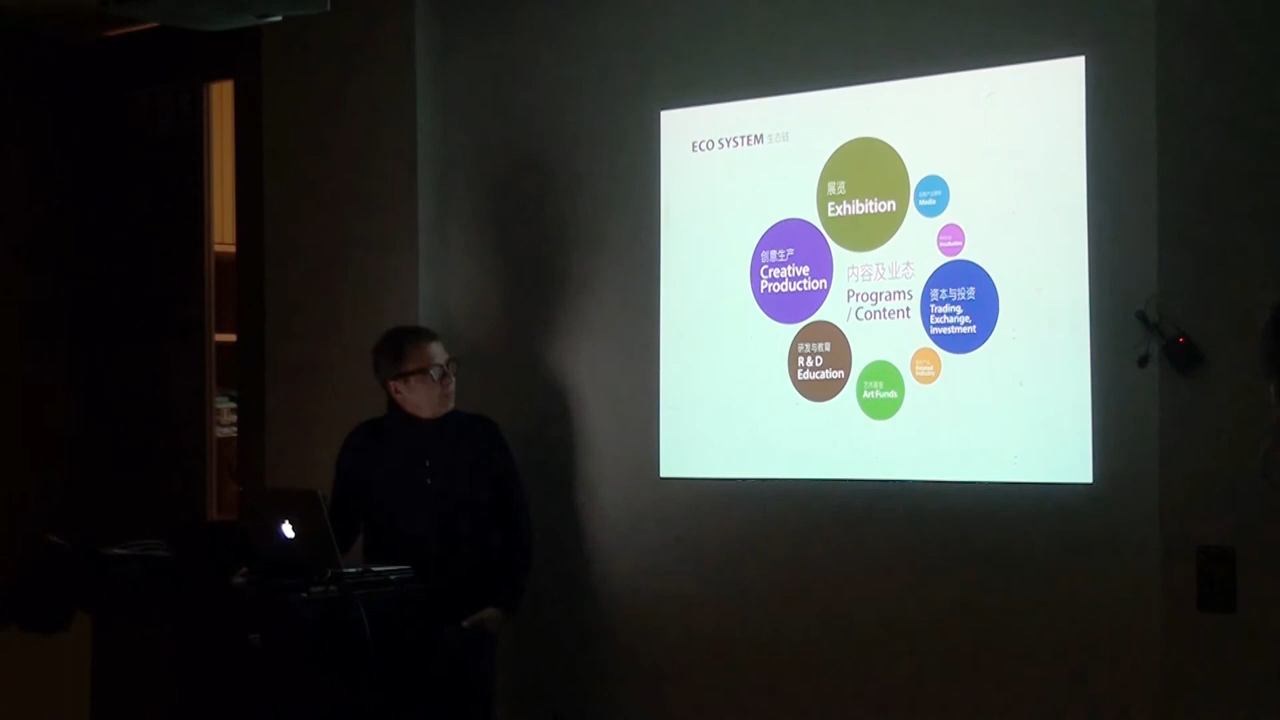 ECO SYSTEM 生态链
展览
Exhibition
Media
创意生产
Creative
Production
内容及业态
Programs
/ Content
资本与投资
Trading,
Exchange,
Investment
研发与教育
R & D
Education
Art Funds
Related
Industry